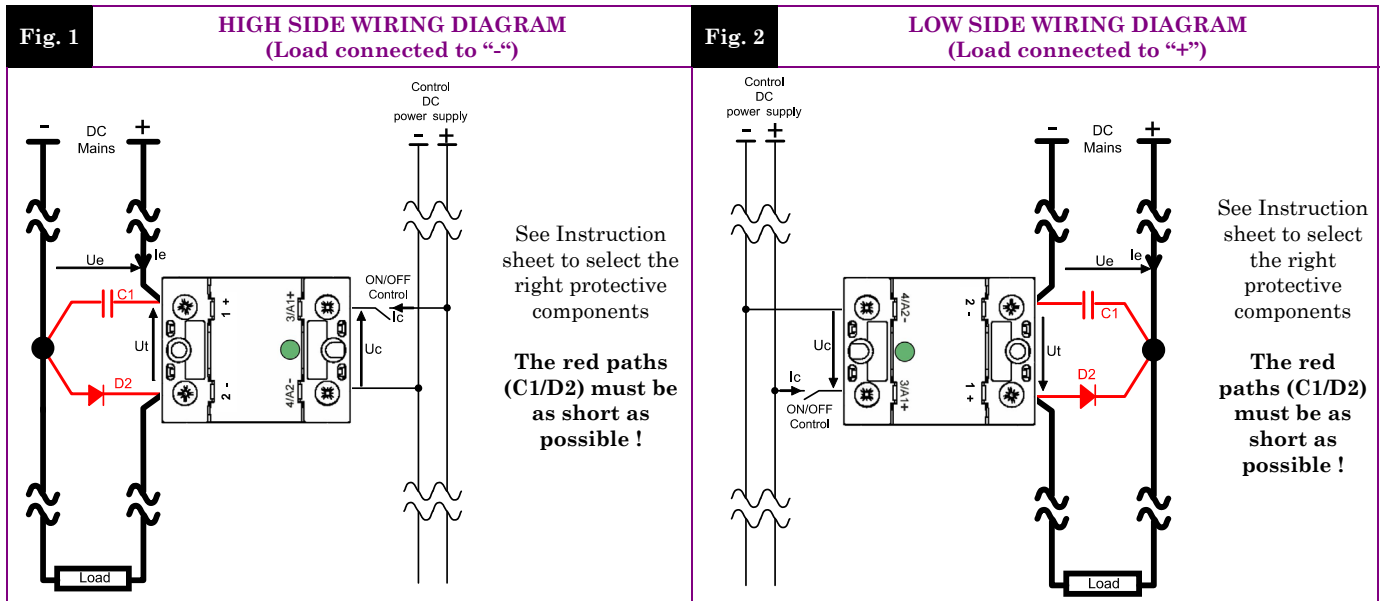 Fig. 1
HIGH SIDE WIRING DIAGRAM
(Load connected to “-“)
Control
DC
power supply
- +
- DC +
Mains
Ue
Ie
C1
1 +
3/A1+
ON/OFF
Control
Ic
Ut
Uc
D2
2 -
4/A2-
Load
See Instruction
sheet to select the
right protective
components
The red paths
(C1/D2) must be
as short as
possible !
Fig. 2
LOW SIDE WIRING DIAGRAM
(Load connected to “+”)
Control
DC
power supply
- +
- DC +
Mains
Ue
Ie
4/A2-
2 -
C1
Uc
Ut
Ic
ON/OFF
Control
3/A1+
1 +
D2
Load
See Instruction
sheet to select
the right
protective
components
The red
paths (C1/D2)
must be as
short as
possible !